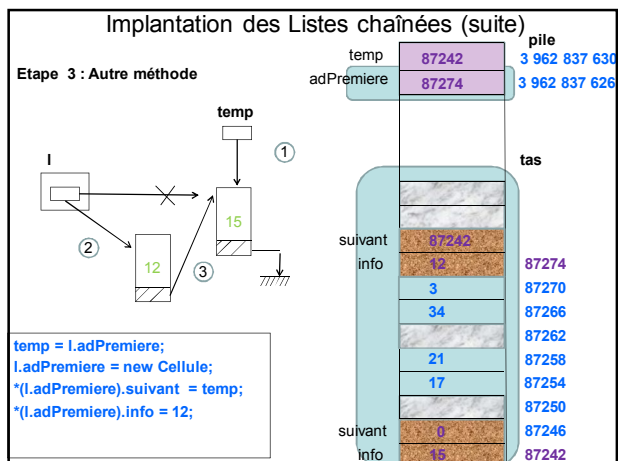 Implantation des Listes chaînées (suite)
pile
temp 87242 3 962 837 630
adPremiere 87274 3 962 837 626
Etape 3 : Autre méthode
temp
1
l
tas
15
2
12
3
suivant 87242
info 12 87274
3 87270
34 87266
87262
21 87258
17 87254
87250
suivant 0 87246
info 15 87242
temp = l.adPremiere;
l.adPremiere = new Cellule;
*(l.adPremiere).suivant = temp;
*(l.adPremiere).info = 12;